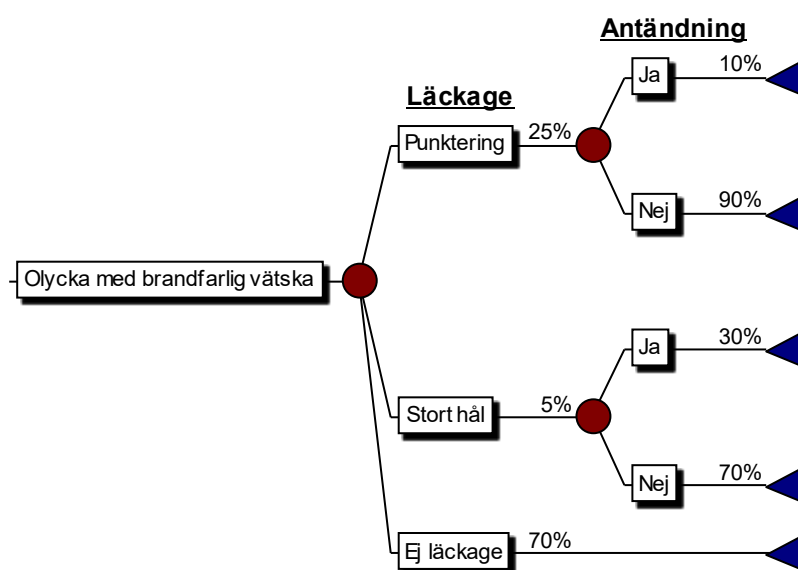 Antändning
Ja 10%
Läckage
Punktering 25%
Nej 90%
Olycka med brandfarlig vätska
Ja 30%
Stort hål 5%
Nej 70%
Ej läckage 70%